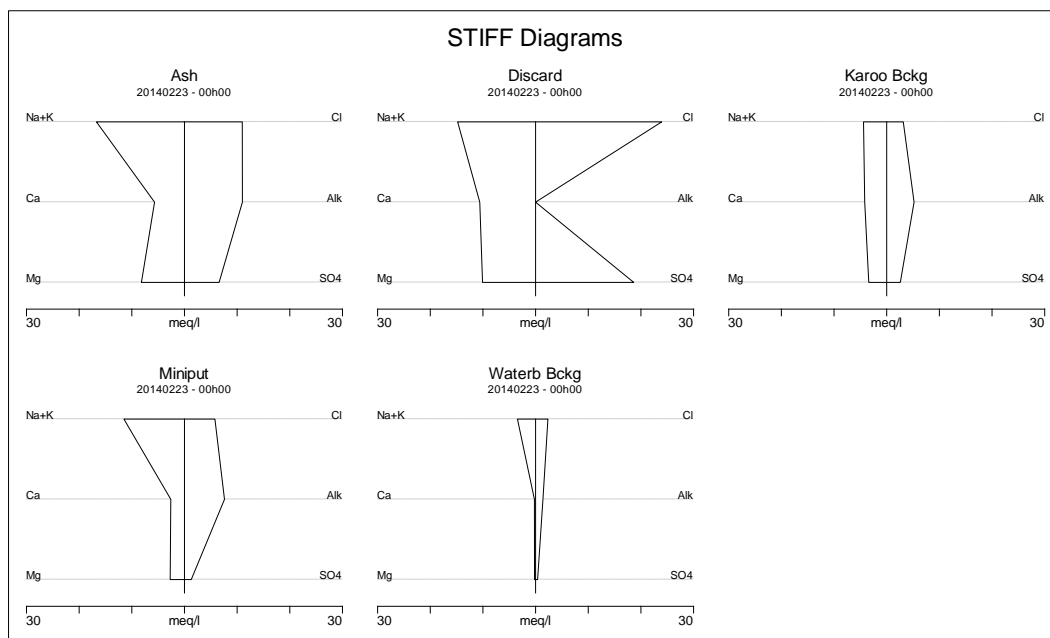 STIFF Diagrams
Ash
20140223 - 00h00
Na+K Cl
Ca Alk
Mg SO4
30 meq/l 30
Discard
20140223 - 00h00
Na+K Cl
Ca Alk
Mg SO4
30 meq/l 30
Karoo Bckg
20140223 - 00h00
Na+K Cl
Ca Alk
Mg SO4
30 meq/l 30
Miniput
20140223 - 00h00
Na+K Cl
Ca Alk
Mg SO4
30 meq/l 30
Waterb Bckg
20140223 - 00h00
Na+K Cl
Ca Alk
Mg SO4
30 meq/l 30